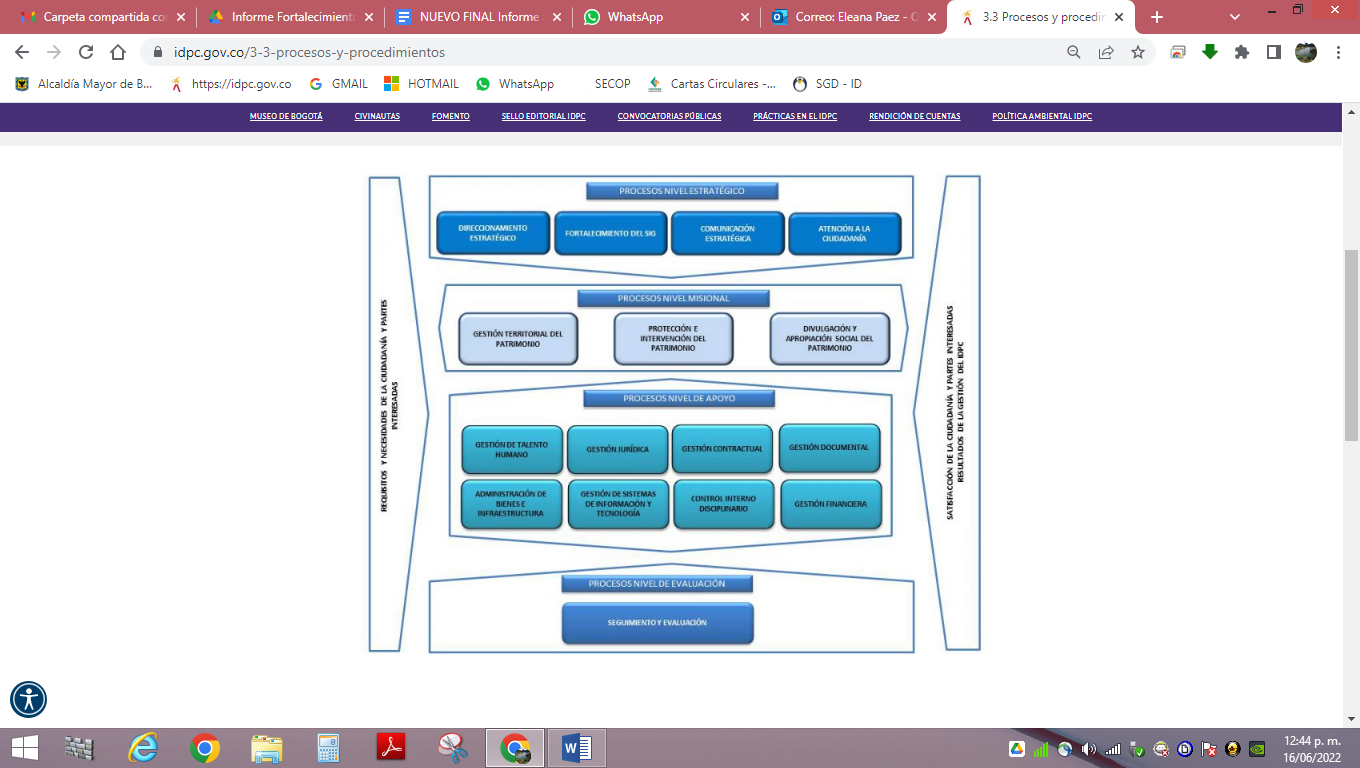 Carpeta compartida co
Informe Fortalecimient
NUEVO FINAL Informe
WhatsApp
Correo: Eleana Paez - O
3.3 Procesos y procedim
idpc.gov.co/3-3-procesos-y-procedimientos
Alcaldía Mayor de B...
https://idpc.gov.co
GMAIL
HOTMAIL
WhatsApp
SECOP
Cartas Circulares -...
SGD - ID
MUSEO DE BOGOTÁ
CIVINAUTAS
FOMENTO
SELLO EDITORIAL IDPC
CONVOCATORIAS PÚBLICAS
PRÁCTICAS EN EL IDPC
RENDICIÓN DE CUENTAS
POLÍTICA AMBIENTAL IDPC
REQUISITOS Y NECESIDADES DE LA CIUDADANÍA Y PARTES
INTERESADAS
PROCESOS NIVEL ESTRATÉGICO
DIRECCIONAMIENTO
ESTRATÉGICO
FORTALECIMIENTO DEL SIG
COMUNICACIÓN
ESTRATÉGICA
ATENCIÓN A LA
CIUDADANÍA
PROCESOS NIVEL MISIONAL
GESTIÓN TERRITORIAL DEL
PATRIMONIO
PROTECCIÓN E
INTERVENCIÓN DEL
PATRIMONIO
DIVULGACIÓN Y
APROPIACIÓN SOCIAL DEL
PATRIMONIO
PROCESOS NIVEL DE APOYO
GESTIÓN DE TALENTO
HUMANO
GESTIÓN JURÍDICA
GESTIÓN CONTRACTUAL
GESTIÓN DOCUMENTAL
ADMINISTRACIÓN DE
BIENES E
INFRAESTRUCTURA
GESTIÓN DE SISTEMAS
DE INFORMACIÓN Y
TECNOLOGÍA
CONTROL INTERNO
DISCIPLINARIO
GESTIÓN FINANCIERA
PROCESOS NIVEL DE EVALUACIÓN
SEGUIMIENTO Y EVALUACIÓN
SATISFACCIÓN DE LA CIUDADANÍA Y PARTES INTERESADAS
RESULTADOS DE LA GESTIÓN DEL IDPC
12:44 p. m.
16/06/2022